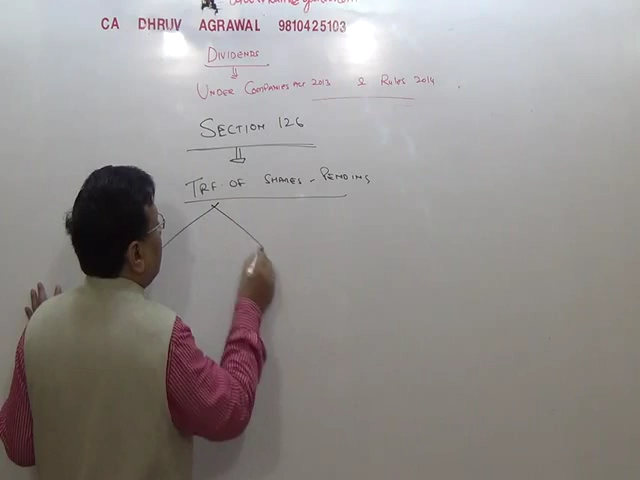 CA DHRUV AGRAWAL 9810425103
DIVIDENDS
UNDER COMPANIES ACT 2013 & RULES 2014
SECTION 126
TRF. OF SHARES - PENDING